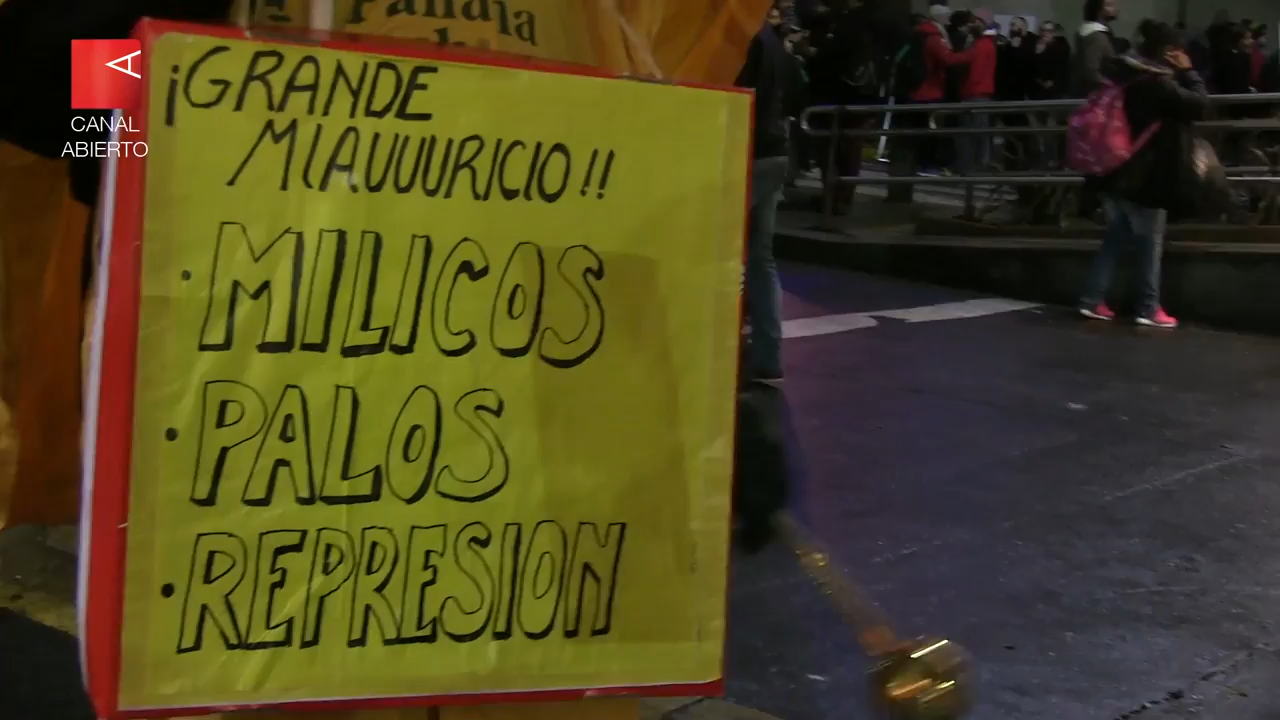 CANAL
ABIERTO
¡GRANDE
MIAUUURICIO!!
· MILICOS
· PALOS
· REPRESION